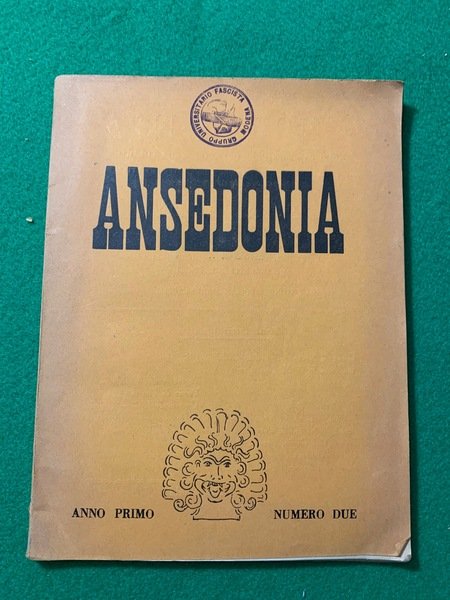 GRUPPO UNIVERSITARIO FASCISTA MODENA
ANSEDONIA
ANNO PRIMO
NUMERO DUE